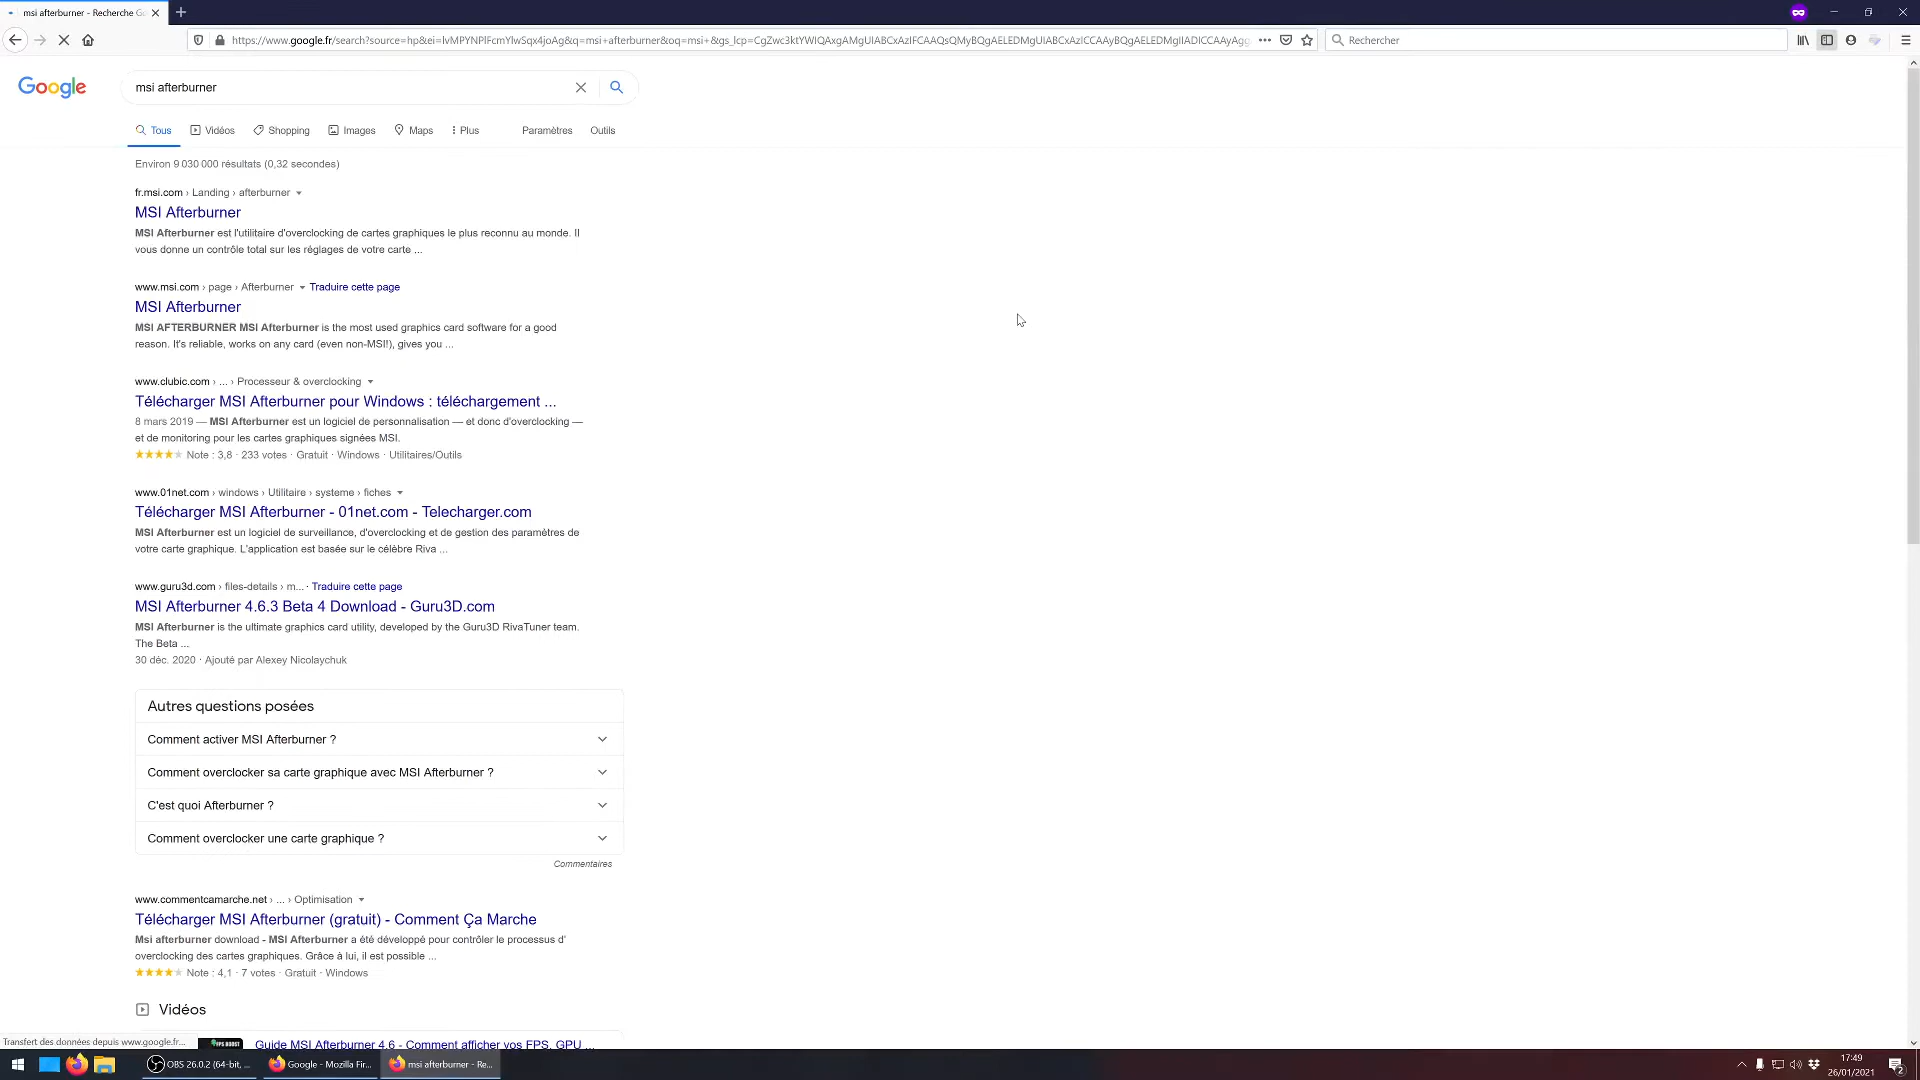 msi afterburner - Recherche Go
https://www.google.fr/search?source=hp&ei=lvMPYNPlFcmYlwSqx4joAg&q=msi+afterburner&oq=msi+&gs_lcp=CgZwc3ktYWIQAxgAMgUIABCxAzIFCAAQsQMyBQgAELEDMgUIABCxAzICCAAyBQgAELEDMgIIADICCAAyAgg
Rechercher
Google
msi afterburner
Tous
Vidéos
Shopping
Images
Maps
Plus
Paramètres
Outils
Environ 9 030 000 résultats (0,32 secondes)
fr.msi.com › Landing › afterburner
MSI Afterburner
MSI Afterburner est l'utilitaire d'overclocking de cartes graphiques le plus reconnu au monde. Il
vous donne un contrôle total sur les réglages de votre carte ...
www.msi.com › page › Afterburner Traduire cette page
MSI Afterburner
MSI AFTERBURNER MSI Afterburner is the most used graphics card software for a good
reason. It's reliable, works on any card (even non-MSI!), gives you ...
www.clubic.com › ... › Processeur & overclocking
Télécharger MSI Afterburner pour Windows : téléchargement ...
8 mars 2019 — MSI Afterburner est un logiciel de personnalisation — et donc d'overclocking —
et de monitoring pour les cartes graphiques signées MSI.
Note : 3,8 · 233 votes · Gratuit · Windows · Utilitaires/Outils
www.01net.com › windows › Utilitaire › systeme › fiches
Télécharger MSI Afterburner - 01net.com - Telecharger.com
MSI Afterburner est un logiciel de surveillance, d'overclocking et de gestion des paramètres de
votre carte graphique. L'application est basée sur le célèbre Riva ...
www.guru3d.com › files-details › m... · Traduire cette page
MSI Afterburner 4.6.3 Beta 4 Download - Guru3D.com
MSI Afterburner is the ultimate graphics card utility, developed by the Guru3D RivaTuner team.
The Beta ...
30 déc. 2020 · Ajouté par Alexey Nicolaychuk
Autres questions posées
Comment activer MSI Afterburner ?
Comment overclocker sa carte graphique avec MSI Afterburner ?
C'est quoi Afterburner ?
Comment overclocker une carte graphique ?
Commentaires
www.commentcamarche.net › ... › Optimisation
Télécharger MSI Afterburner (gratuit) - Comment Ça Marche
Msi afterburner download - MSI Afterburner a été développé pour contrôler le processus d'
overclocking des cartes graphiques. Grâce à lui, il est possible ...
Note : 4,1 · 7 votes · Gratuit · Windows
Vidéos
Transfert des données depuis www.google.fr...
FPS BOOST
Guide MSI Afterburner 4.6 - Comment afficher vos FPS, GPU ...
OBS 26.0.2 (64-bit, ...
Google - Mozilla Fir...
msi afterburner - Re...
17:49
26/01/2021
2